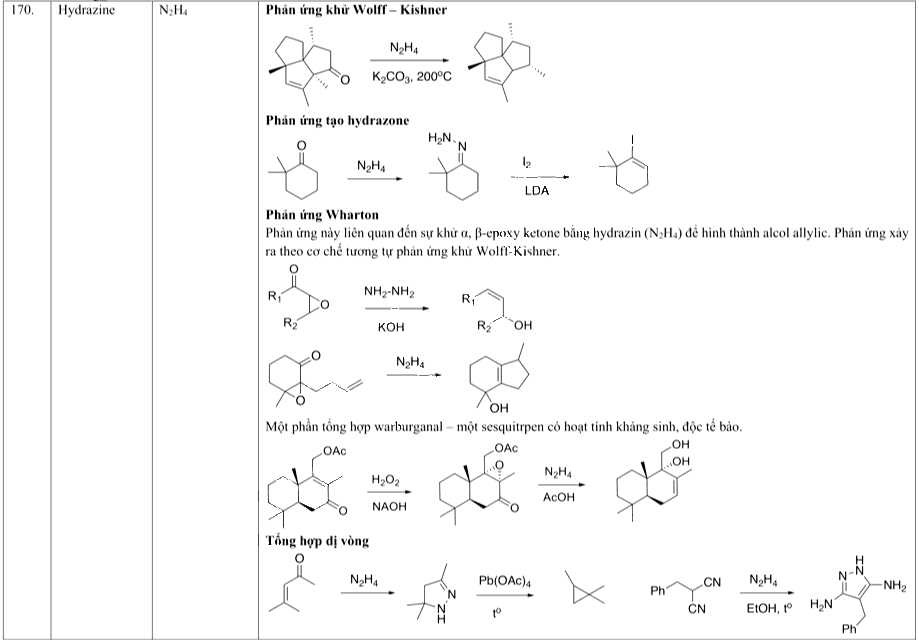 170. Hydrazine N₂H₄ Phản ứng khử Wolff – Kishner
N₂H₄
K₂CO₃, 200°C
O
Phản ứng tạo hydrazone
O
N₂H₄
H₂N
N
I₂
LDA
I
Phản ứng Wharton
Phản ứng này liên quan đến sự khử α, β-epoxy ketone bằng hydrazin (N₂H₄) để hình thành alcol allylic. Phản ứng xảy
ra theo cơ chế tương tự phản ứng khử Wolff-Kishner.
O
R₁
O
R₂
NH₂-NH₂
KOH
R₁
R₂ OH
O
O
N₂H₄
OH
Một phần tổng hợp warburganal – một sesquitrpen có hoạt tính kháng sinh, độc tế bào.
OAc
O
H₂O₂
NAOH
OAc
O
O
N₂H₄
AcOH
OH
OH
Tổng hợp dị vòng
O
N₂H₄
N
N
H
Pb(OAc)₄
t°
Ph
CN
CN
N₂H₄
EtOH, t°
H
N
N
NH₂
H₂N
Ph